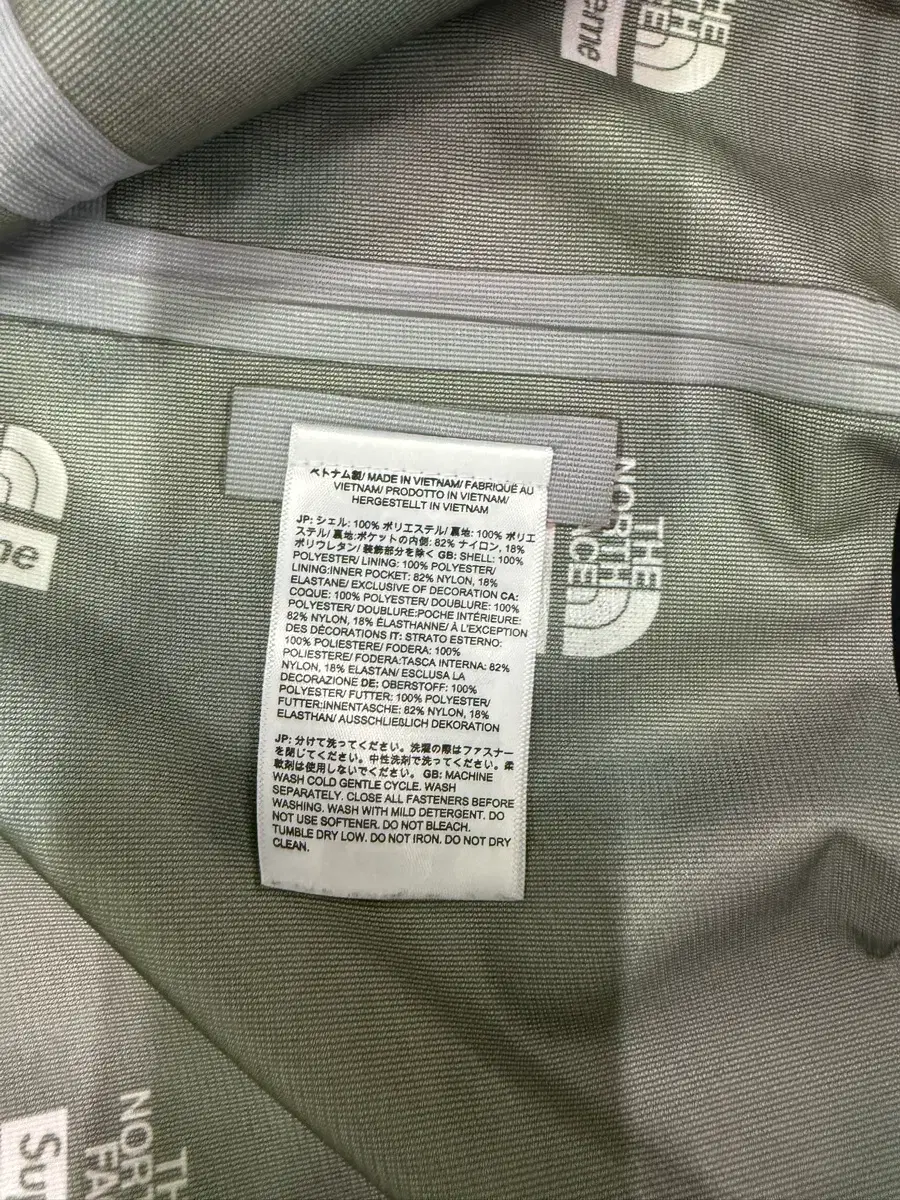 eme
THE
NORTH
FACE
ne
ベトナム製/ MADE IN VIETNAM/ FABRIQUÉ AU
VIETNAM/ PRODOTTO IN VIETNAM/
HERGESTELLT IN VIETNAM
JP: シェル: 100% ポリエステル/ 裏地: 100% ポリエ
ステル/ 裏地:ポケットの内側: 82% ナイロン, 18%
ポリウレタン/ 装飾部分を除く GB: SHELL: 100%
POLYESTER/ LINING: 100% POLYESTER/
LINING:INNER POCKET: 82% NYLON, 18%
ELASTANE/ EXCLUSIVE OF DECORATION CA:
COQUE: 100% POLYESTER/ DOUBLURE: 100%
POLYESTER/ DOUBLURE:POCHE INTÉRIEURE:
82% NYLON, 18% ÉLASTHANNE/ À L'EXCEPTION
DES DÉCORATIONS IT: STRATO ESTERNO:
100% POLIESTERE/ FODERA: 100%
POLIESTERE/ FODERA:TASCA INTERNA: 82%
NYLON, 18% ELASTAN/ ESCLUSA LA
DECORAZIONE DE: OBERSTOFF: 100%
POLYESTER/ FUTTER: 100% POLYESTER/
FUTTER:INNENTASCHE: 82% NYLON, 18%
ELASTHAN/ AUSSCHLIEßLICH DEKORATION
JP: 分けて洗ってください。洗濯の際はファスナー
を閉じてください。中性洗剤で洗ってください。柔
軟剤は使用しないでください。 GB: MACHINE
WASH COLD GENTLE CYCLE. WASH
SEPARATELY. CLOSE ALL FASTENERS BEFORE
WASHING. WASH WITH MILD DETERGENT. DO
NOT USE SOFTENER. DO NOT BLEACH.
TUMBLE DRY LOW. DO NOT IRON. DO NOT DRY
CLEAN.
THE
NORTH
ACE
Su
TH
NOR
FA